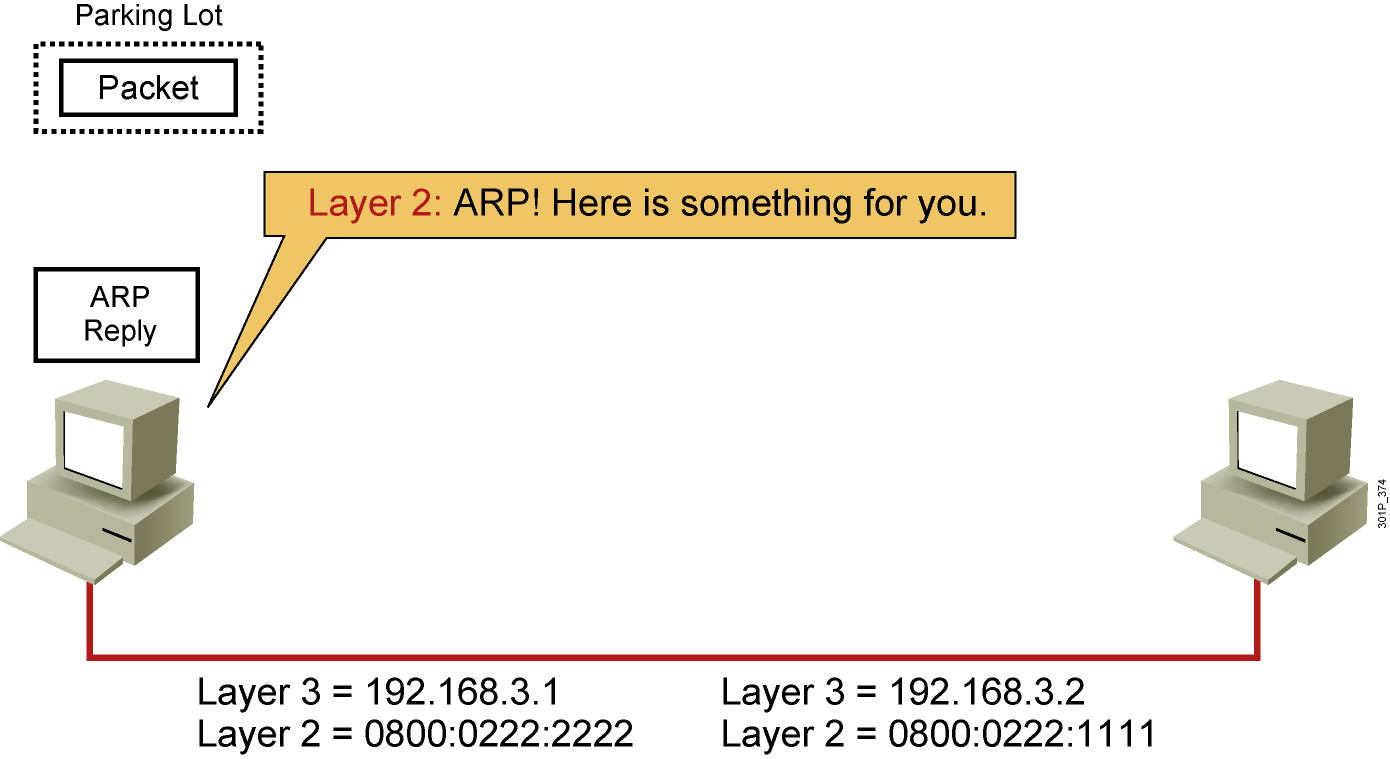 Parking Lot
Packet
Layer 2: ARP! Here is something for you.
ARP
Reply
301P_374
Layer 3 = 192.168.3.1
Layer 2 = 0800:0222:2222
Layer 3 = 192.168.3.2
Layer 2 = 0800:0222:1111